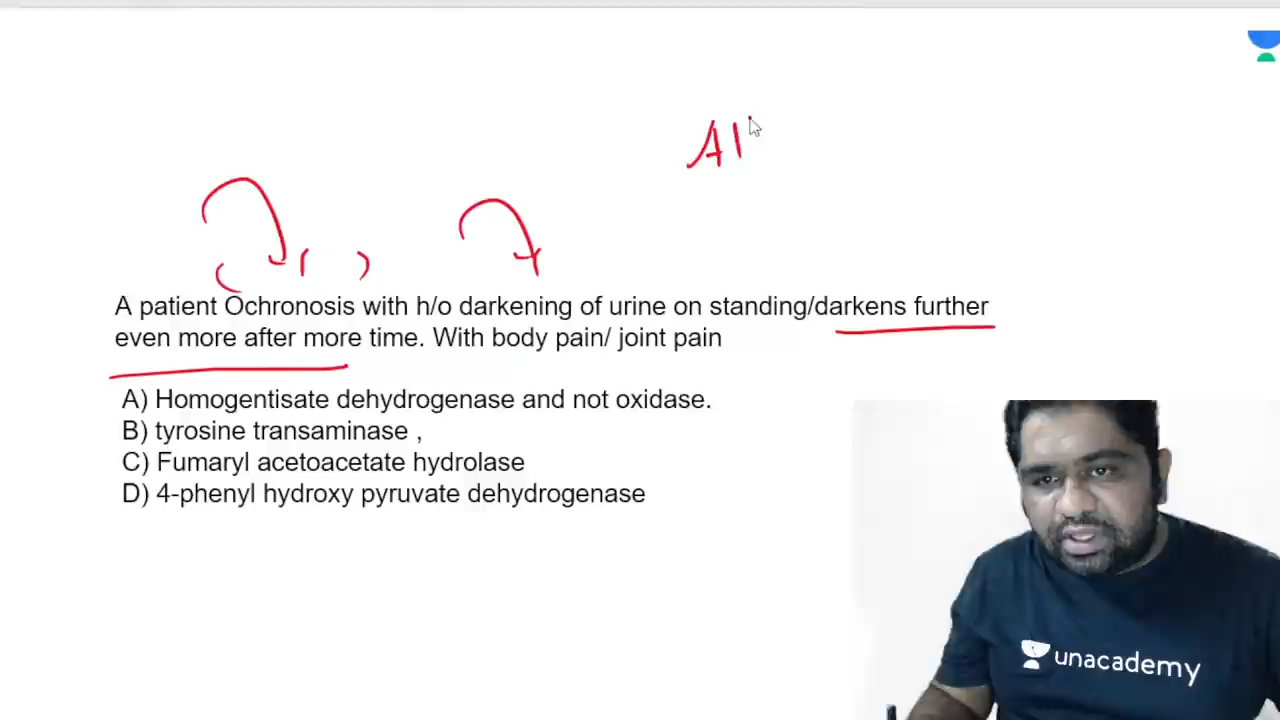 Al
A patient Ochronosis with h/o darkening of urine on standing/darkens further
even more after more time. With body pain/ joint pain
A) Homogentisate dehydrogenase and not oxidase.
B) tyrosine transaminase ,
C) Fumaryl acetoacetate hydrolase
D) 4-phenyl hydroxy pyruvate dehydrogenase
unacademy